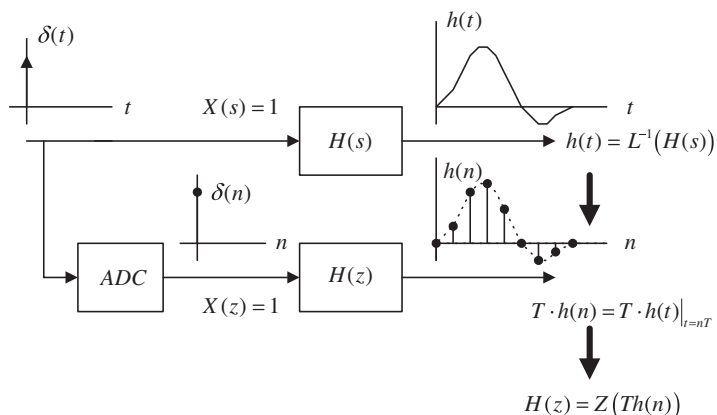 δ(t)
t
X(s) = 1
H(s)
h(t)
t
h(t) = L⁻¹(H(s))
δ(n)
n
ADC
X(z) = 1
H(z)
h(n)
n
T · h(n) = T · h(t)|ₜ₌ₙT
H(z) = Z(Th(n))